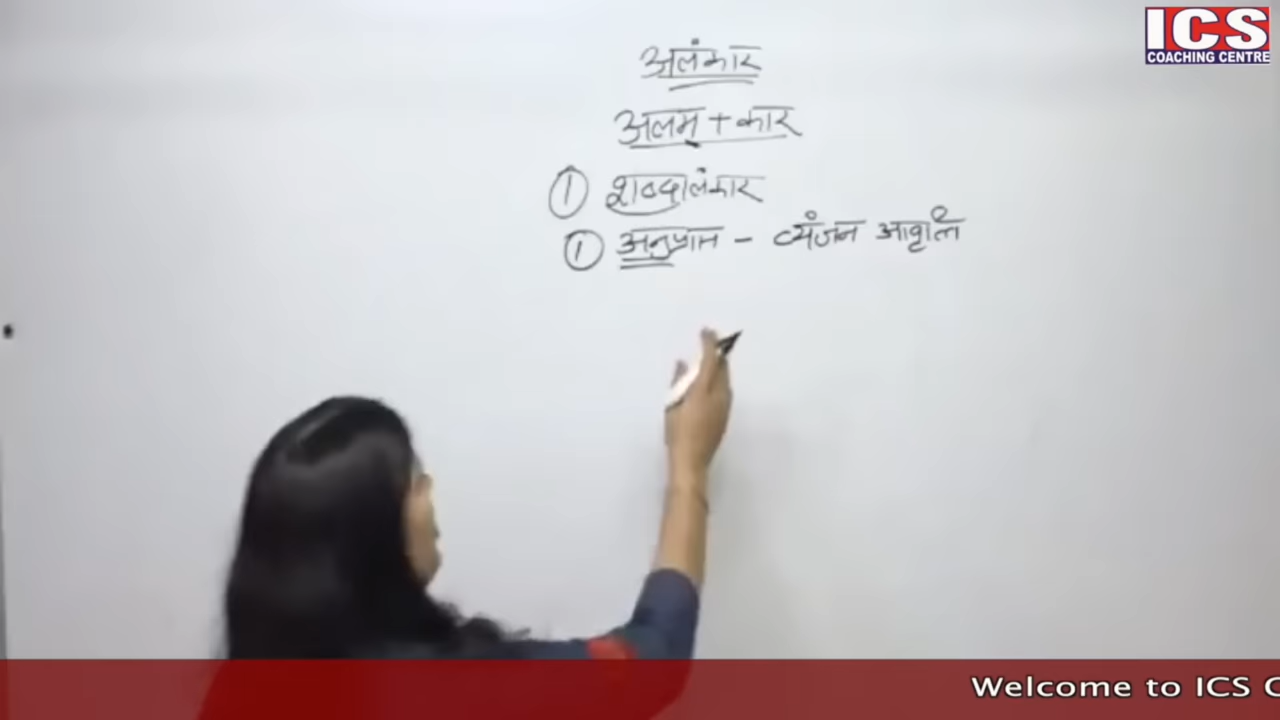 ICS
COACHING CENTRE
अलंकार
अलम् + कार
① शब्दालंकार
① अनुप्रास - व्यंजन आवृत्ति
Welcome to ICS C